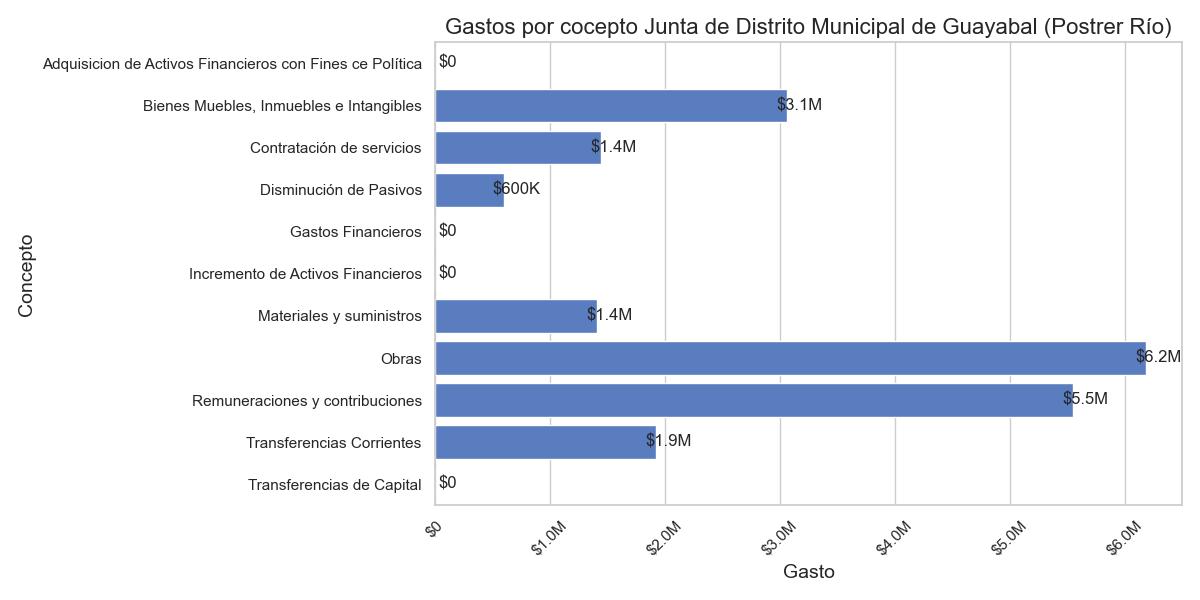 Gastos por cocepto Junta de Distrito Municipal de Guayabal (Postrer Río)
Concepto
Adquisicion de Activos Financieros con Fines ce Política $0
Bienes Muebles, Inmuebles e Intangibles $3.1M
Contratación de servicios $1.4M
Disminución de Pasivos $600K
Gastos Financieros $0
Incremento de Activos Financieros $0
Materiales y suministros $1.4M
Obras $6.2M
Remuneraciones y contribuciones $5.5M
Transferencias Corrientes $1.9M
Transferencias de Capital $0
$0 $1.0M $2.0M $3.0M $4.0M $5.0M $6.0M
Gasto